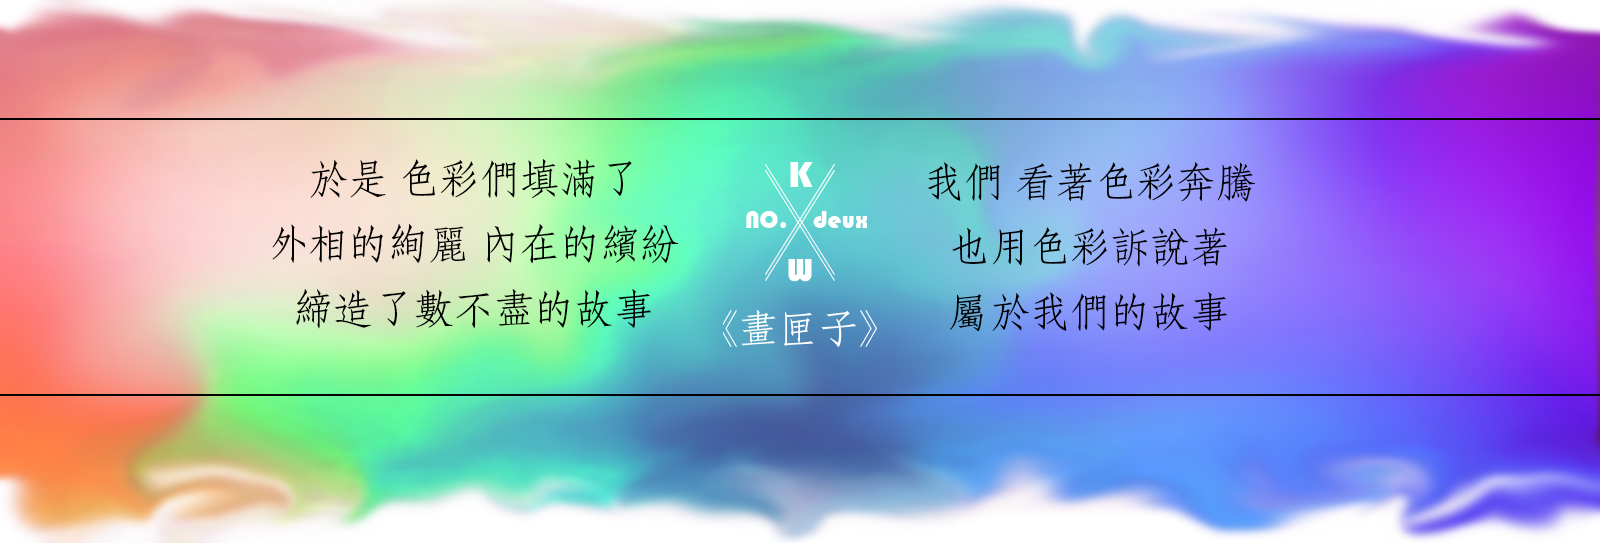 於是 色彩們填滿了
外相的絢麗 內在的繽紛
締造了數不盡的故事
K
NO. deux
W
《畫匣子》
我們 看著色彩奔騰
也用色彩訴說著
屬於我們的故事